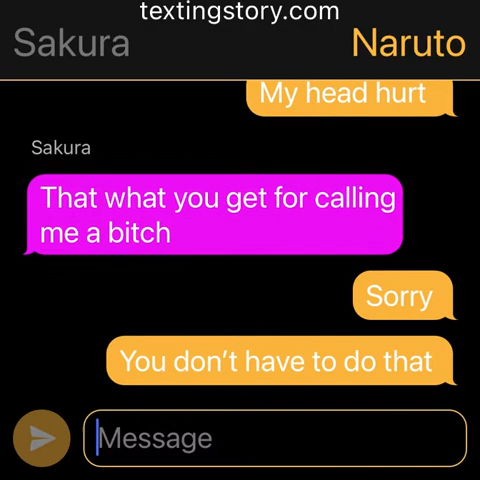 textingstory.com
Sakura
Naruto
My head hurt
Sakura
That what you get for calling
me a bitch
Sorry
You don’t have to do that
Message